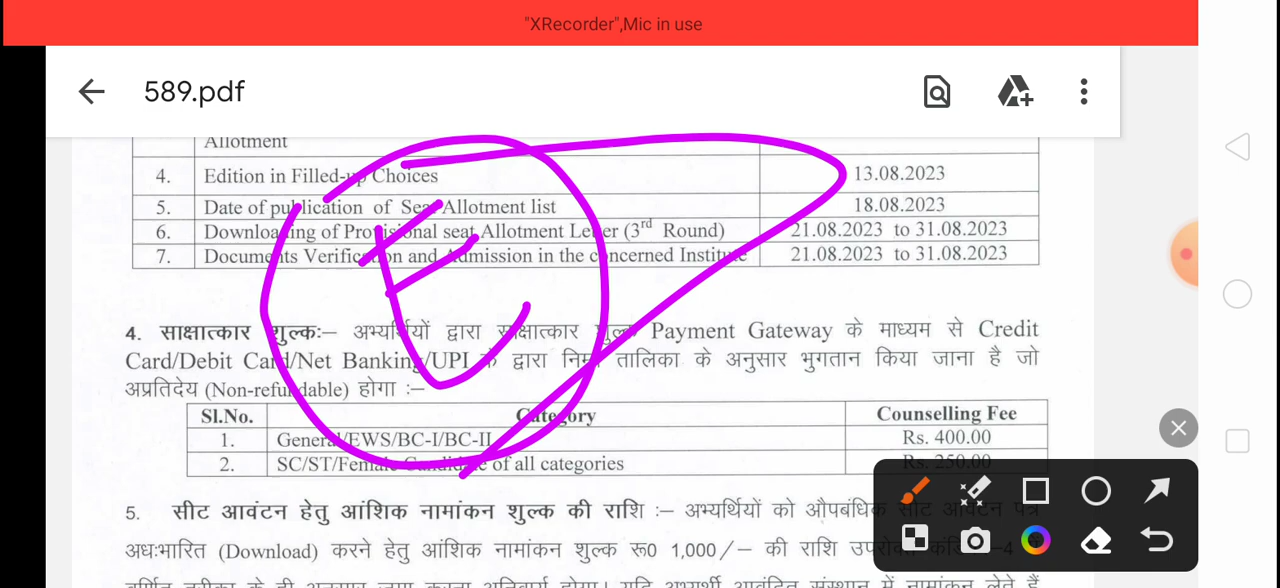 "XRecorder",Mic in use
589.pdf
Allotment
4. Edition in Filled-up Choices 13.08.2023
5. Date of publication of Seat Allotment list 18.08.2023
6. Downloading of Provisional seat Allotment Letter (3rd Round) 21.08.2023 to 31.08.2023
7. Documents Verification and Admission in the concerned Institute 21.08.2023 to 31.08.2023
4. साक्षात्कार शुल्कः– अभ्यर्थियों द्वारा साक्षात्कार शुल्क Payment Gateway के माध्यम से Credit
Card/Debit Card/Net Banking/UPI के द्वारा निम्न तालिका के अनुसार भुगतान किया जाना है जो
अप्रतिदेय (Non-refundable) होगा :–
Sl.No. Category Counselling Fee
1. General/EWS/BC-I/BC-II Rs. 400.00
2. SC/ST/Female Candidate of all categories Rs. 250.00
5. सीट आवंटन हेतु आंशिक नामांकन शुल्क की राशि :– अभ्यर्थियों को औपबंधिक सीट आवंटन पत्र
अधःभारित (Download) करने हेतु आंशिक नामांकन शुल्क रू0 1,000/– की राशि